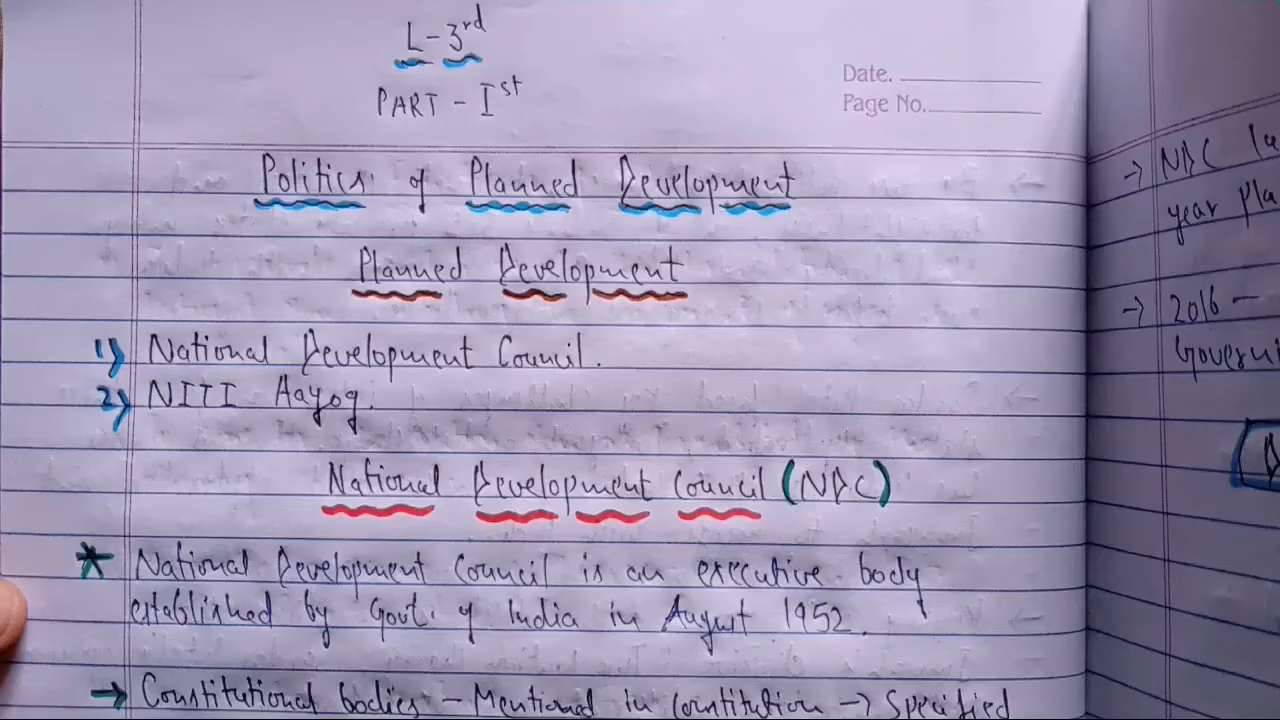 L-3rd
PART - Ist
Date.
Page No.
Politics of Planned Development
Planned Development
1) National Development Council.
2) NITI Aayog.
National Development Council (NDC)
* National Development Council is an executive body
established by Govt. of India in August 1952.
→ Constitutional bodies - Mentioned in Constitution → Specified
→ NDC
year
→ 2016 -